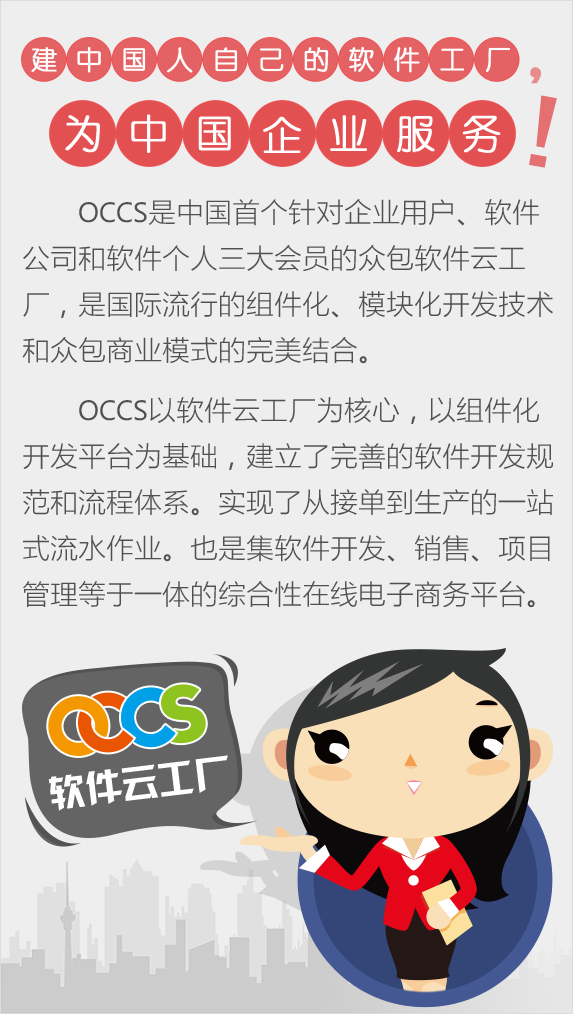 建中国人自己的软件工厂，
为中国企业服务！
OCCS是中国首个针对企业用户、软件
公司和软件个人三大会员的众包软件云工
厂，是国际流行的组件化、模块化开发技术
和众包商业模式的完美结合。
OCCS以软件云工厂为核心，以组件化
开发平台为基础，建立了完善的软件开发规
范和流程体系。实现了从接单到生产的一站
式流水作业。也是集软件开发、销售、项目
管理等于一体的综合性在线电子商务平台。
OCCS
软件云工厂